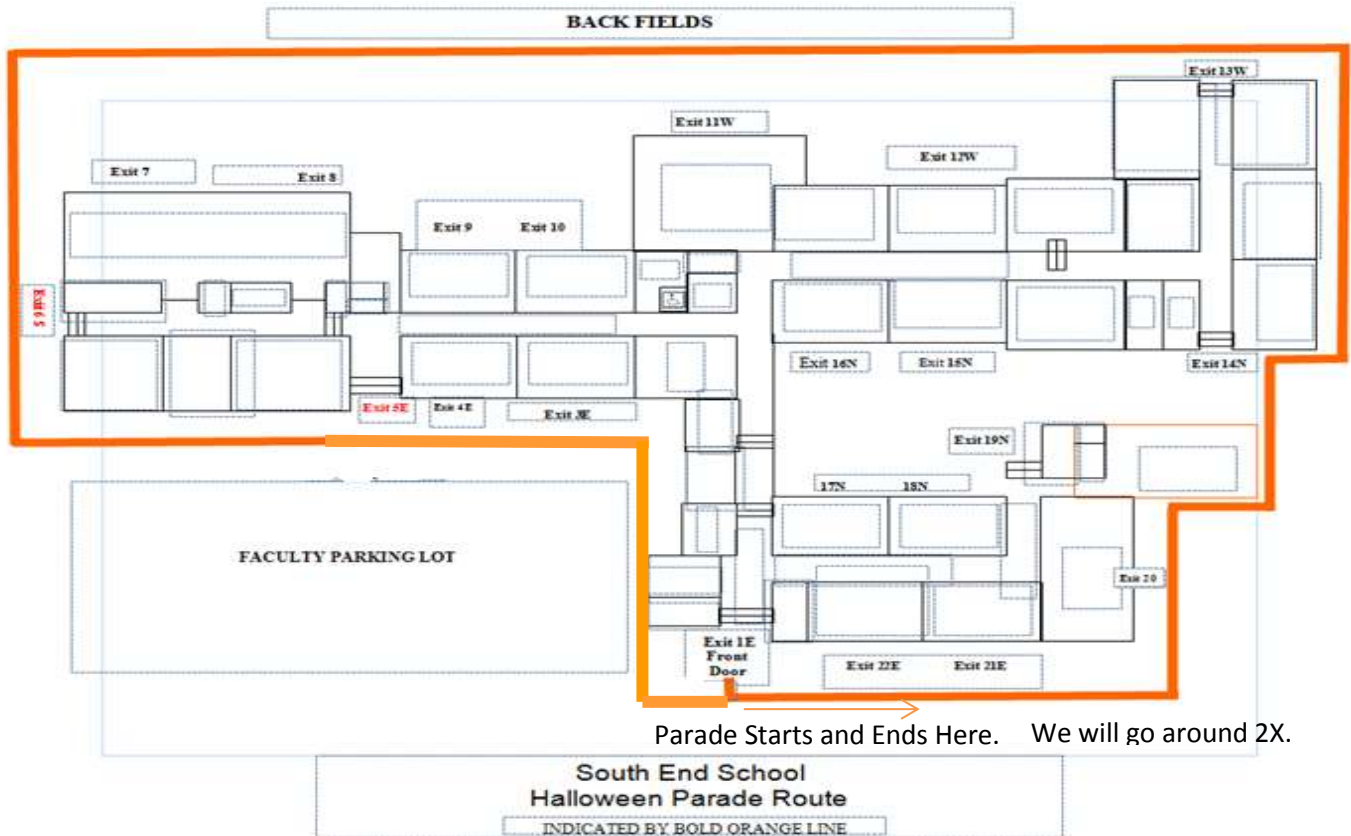 BACK FIELDS
Exit 13W
Exit 11W
Exit 12W
Exit 7
Exit 8
Exit 9
Exit 10
Exit 6 S
Exit 16N
Exit 15N
Exit 14N
Exit 5E
Exit 4 E
Exit 3E
Exit 19N
17N
18N
FACULTY PARKING LOT
Exit 20
Exit 1E
Front
Door
Exit 22E
Exit 21E
Parade Starts and Ends Here.
We will go around 2X.
South End School
Halloween Parade Route
INDICATED BY BOLD ORANGE LINE